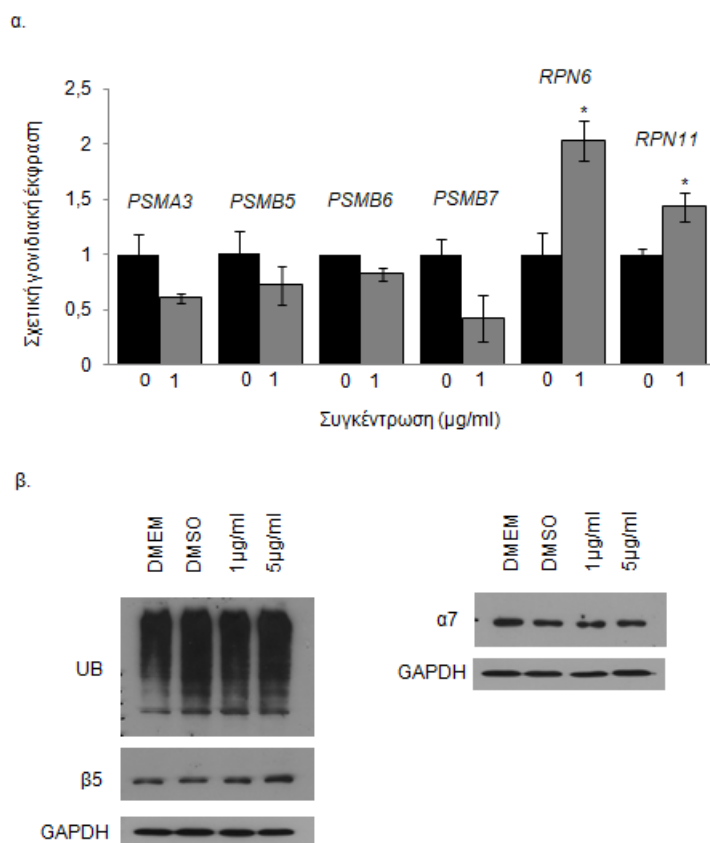 α.
Σχετική γονιδιακή έκφραση
2,5
2
1,5
1
0,5
0
PSMA3
PSMB5
PSMB6
PSMB7
RPN6
*
RPN11
*
0 1 0 1 0 1 0 1 0 1 0 1
Συγκέντρωση (μg/ml)
β.
DMEM
DMSO
1μg/ml
5μg/ml
UB
β5
GAPDH
DMEM
DMSO
1μg/ml
5μg/ml
α7
GAPDH